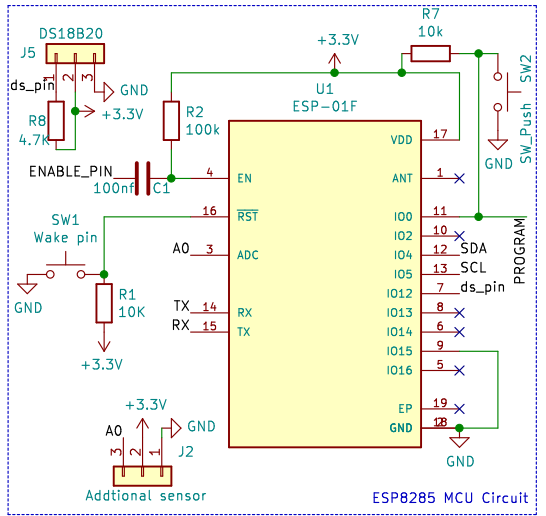 DS18B20
J5
1
2
3
ds_pin
GND
+3.3V
R8
4.7K
+3.3V
R7
10k
SW2
SW_Push
GND
R2
100k
U1
ESP-01F
ENABLE_PIN
100nf
C1
4
EN
16
RST
3
ADC
A0
14
RX
TX
15
TX
RX
VDD
17
ANT
1
IO0
11
IO2
10
IO4
12
SDA
IO5
13
SCL
IO12
7
ds_pin
IO13
8
IO14
6
IO15
9
IO16
5
EP
19
GND
18
GND
PROGRAM
SW1
Wake pin
GND
R1
10K
+3.3V
+3.3V
A0
GND
3
2
1
J2
Addtional sensor
ESP8285 MCU Circuit